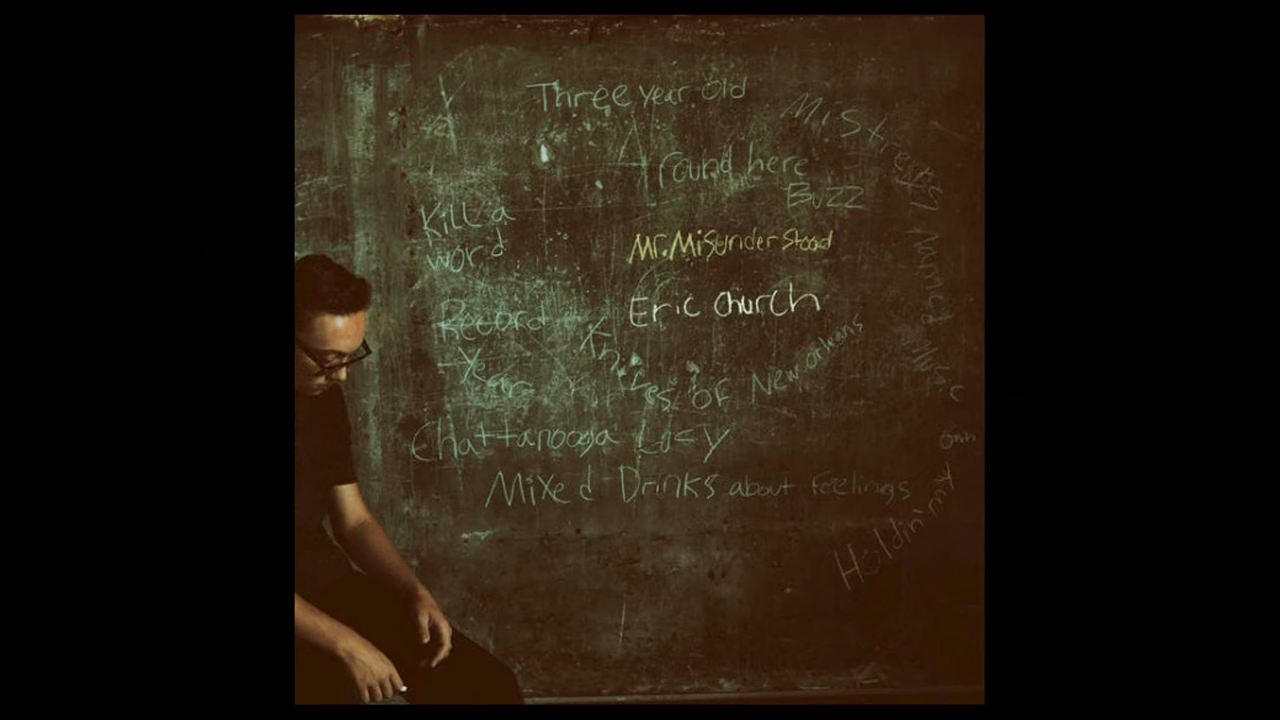 Three year old
Mistress Named Music
Around here
Buzz
Kill a
word
Mr. Misunderstood
Eric Church
Record
Year
Knives of New Orleans
Chattanooga Lucy
Mixed Drinks about Feelings
Holdin' my own